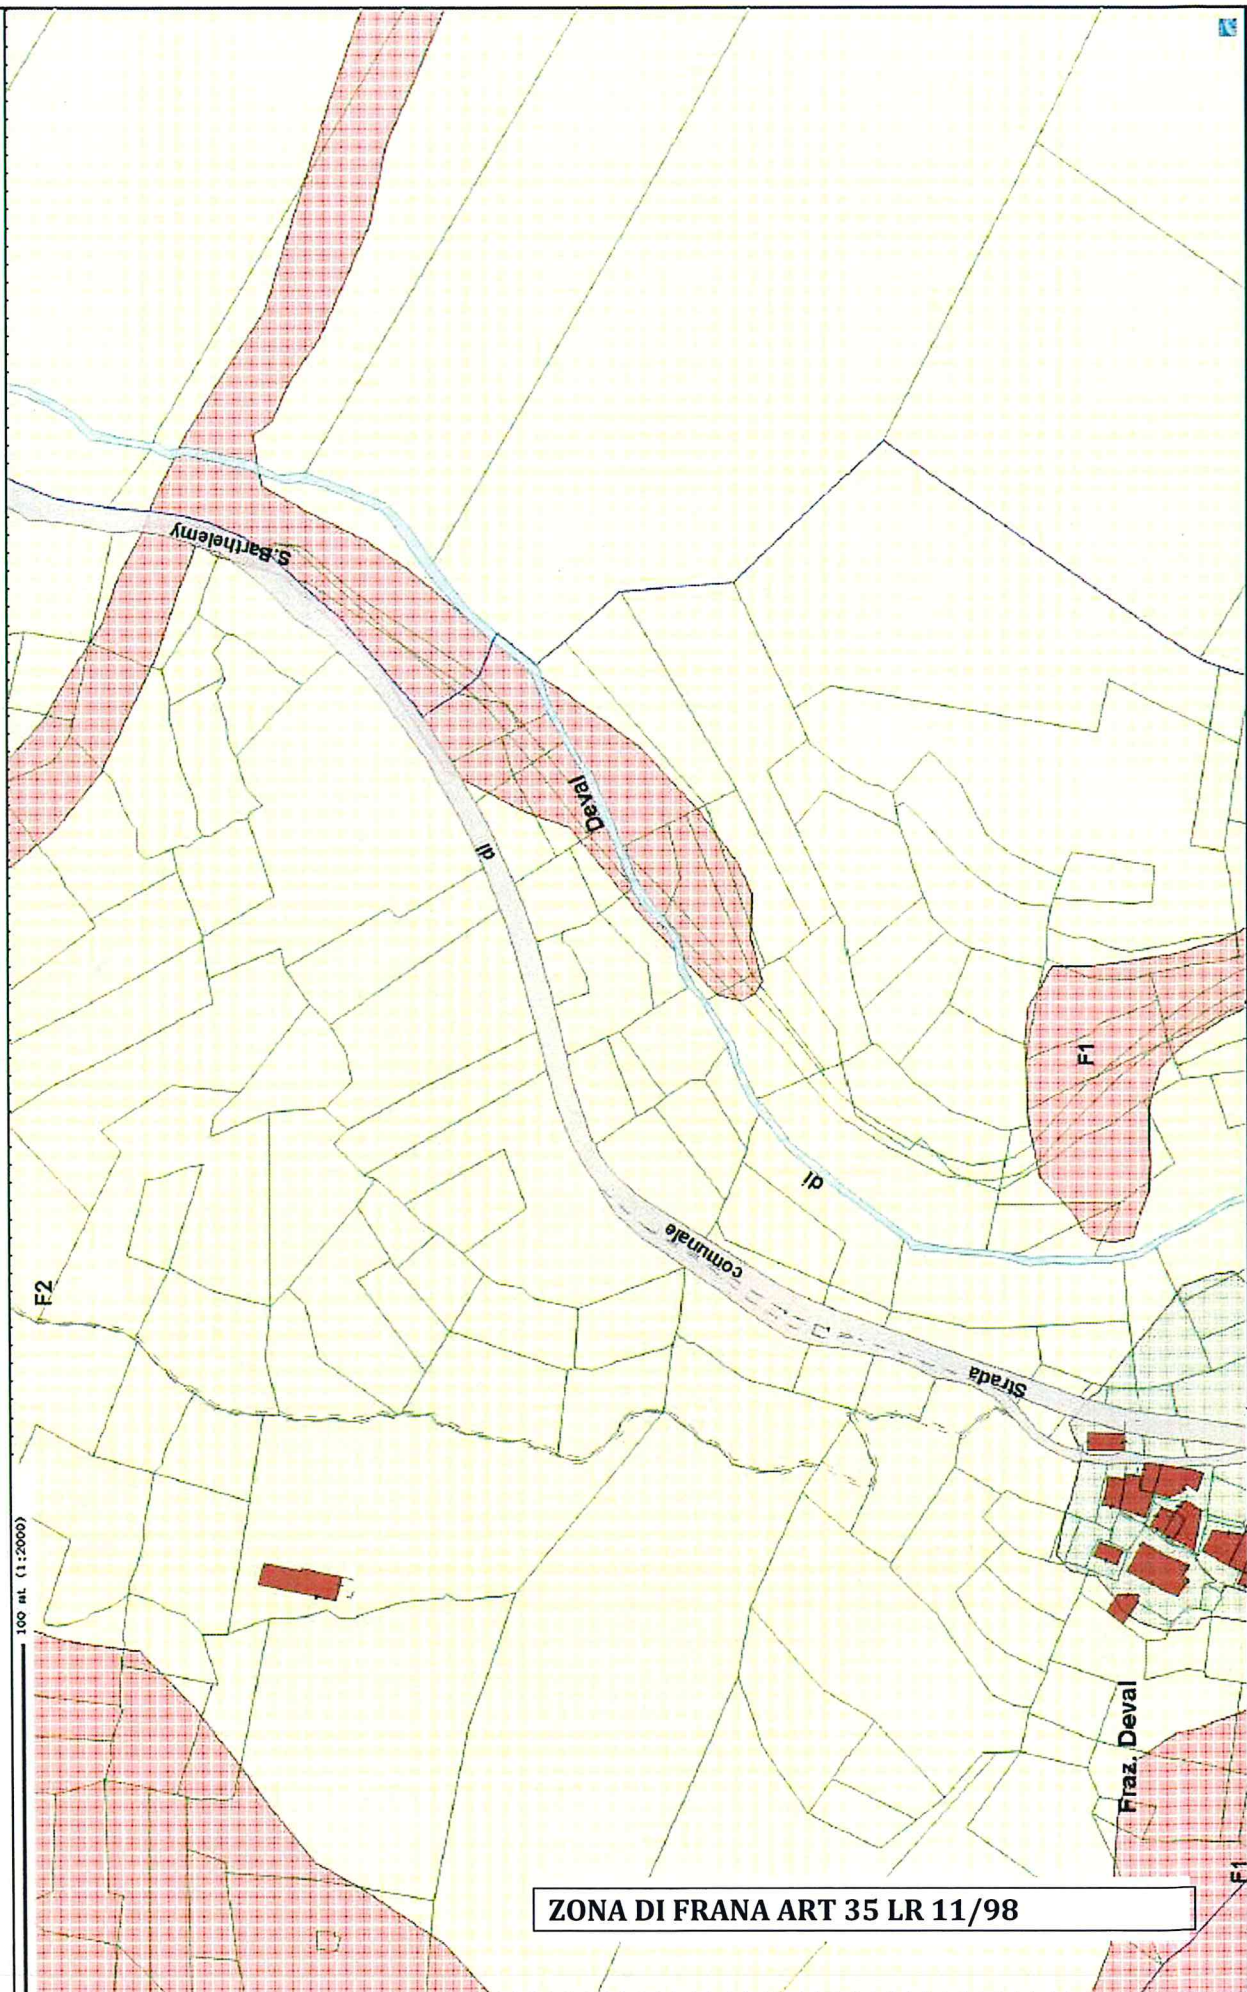 S.Barthelemy
di
Deval
F1
di
comunale
F2
Strada
100 mt (1:2000)
Fraz. Deval
F1
ZONA DI FRANA ART 35 LR 11/98